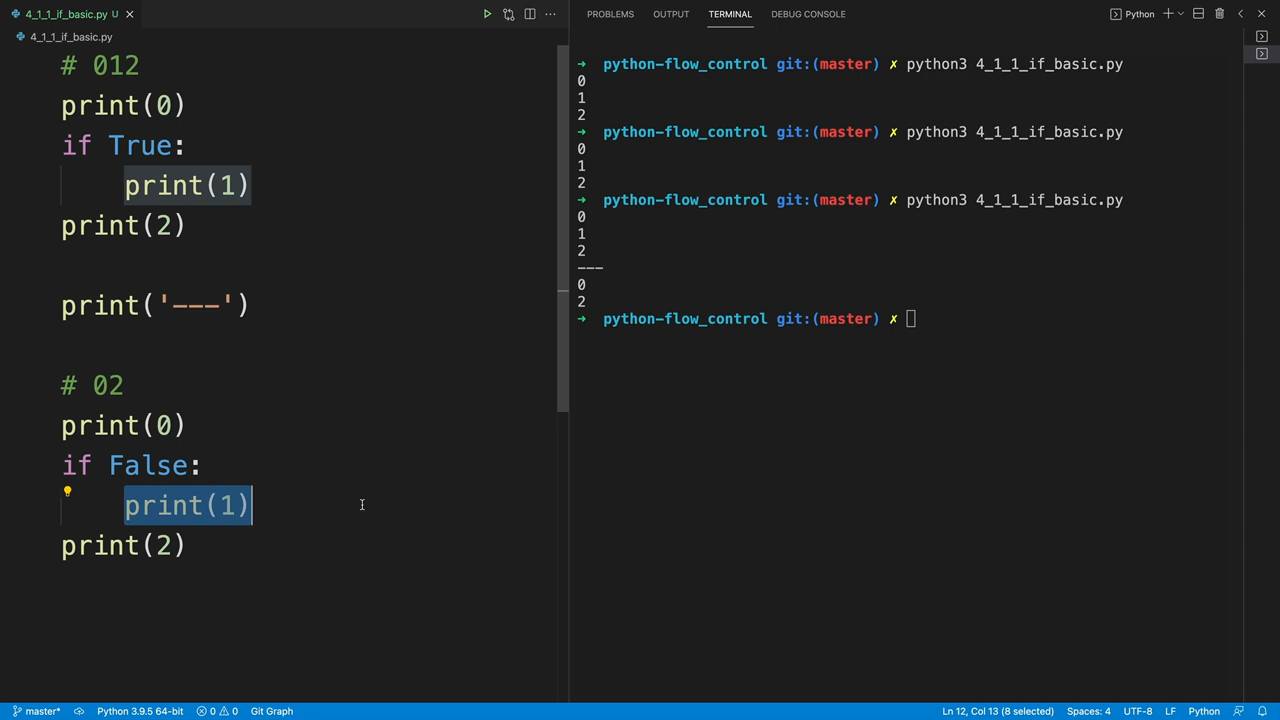 4_1_1_if_basic.py U
4_1_1_if_basic.py
# 012
print(0)
if True:
    print(1)
print(2)
print('---')
# 02
print(0)
if False:
    print(1)
print(2)
PROBLEMS OUTPUT TERMINAL DEBUG CONSOLE Python
→ python-flow_control git:(master) ✗ python3 4_1_1_if_basic.py
0
1
2
→ python-flow_control git:(master) ✗ python3 4_1_1_if_basic.py
0
1
2
→ python-flow_control git:(master) ✗ python3 4_1_1_if_basic.py
0
1
2
---
0
2
→ python-flow_control git:(master) ✗
master* Python 3.9.5 64-bit 0 0 Git Graph Ln 12, Col 13 (8 selected) Spaces: 4 UTF-8 LF Python